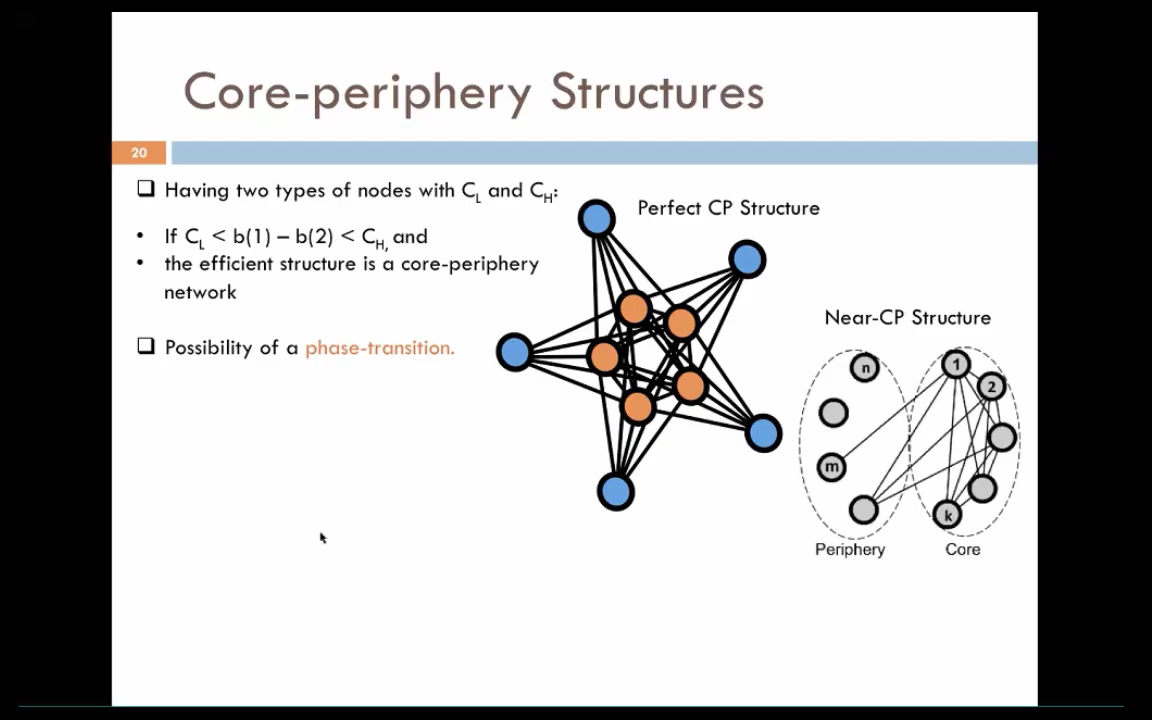 Core-periphery Structures
20
❑ Having two types of nodes with C_L and C_H:
• If C_L < b(1) – b(2) < C_H, and
• the efficient structure is a core-periphery
network
❑ Possibility of a phase-transition.
Perfect CP Structure
Near-CP Structure
n
1
2
m
k
Periphery
Core